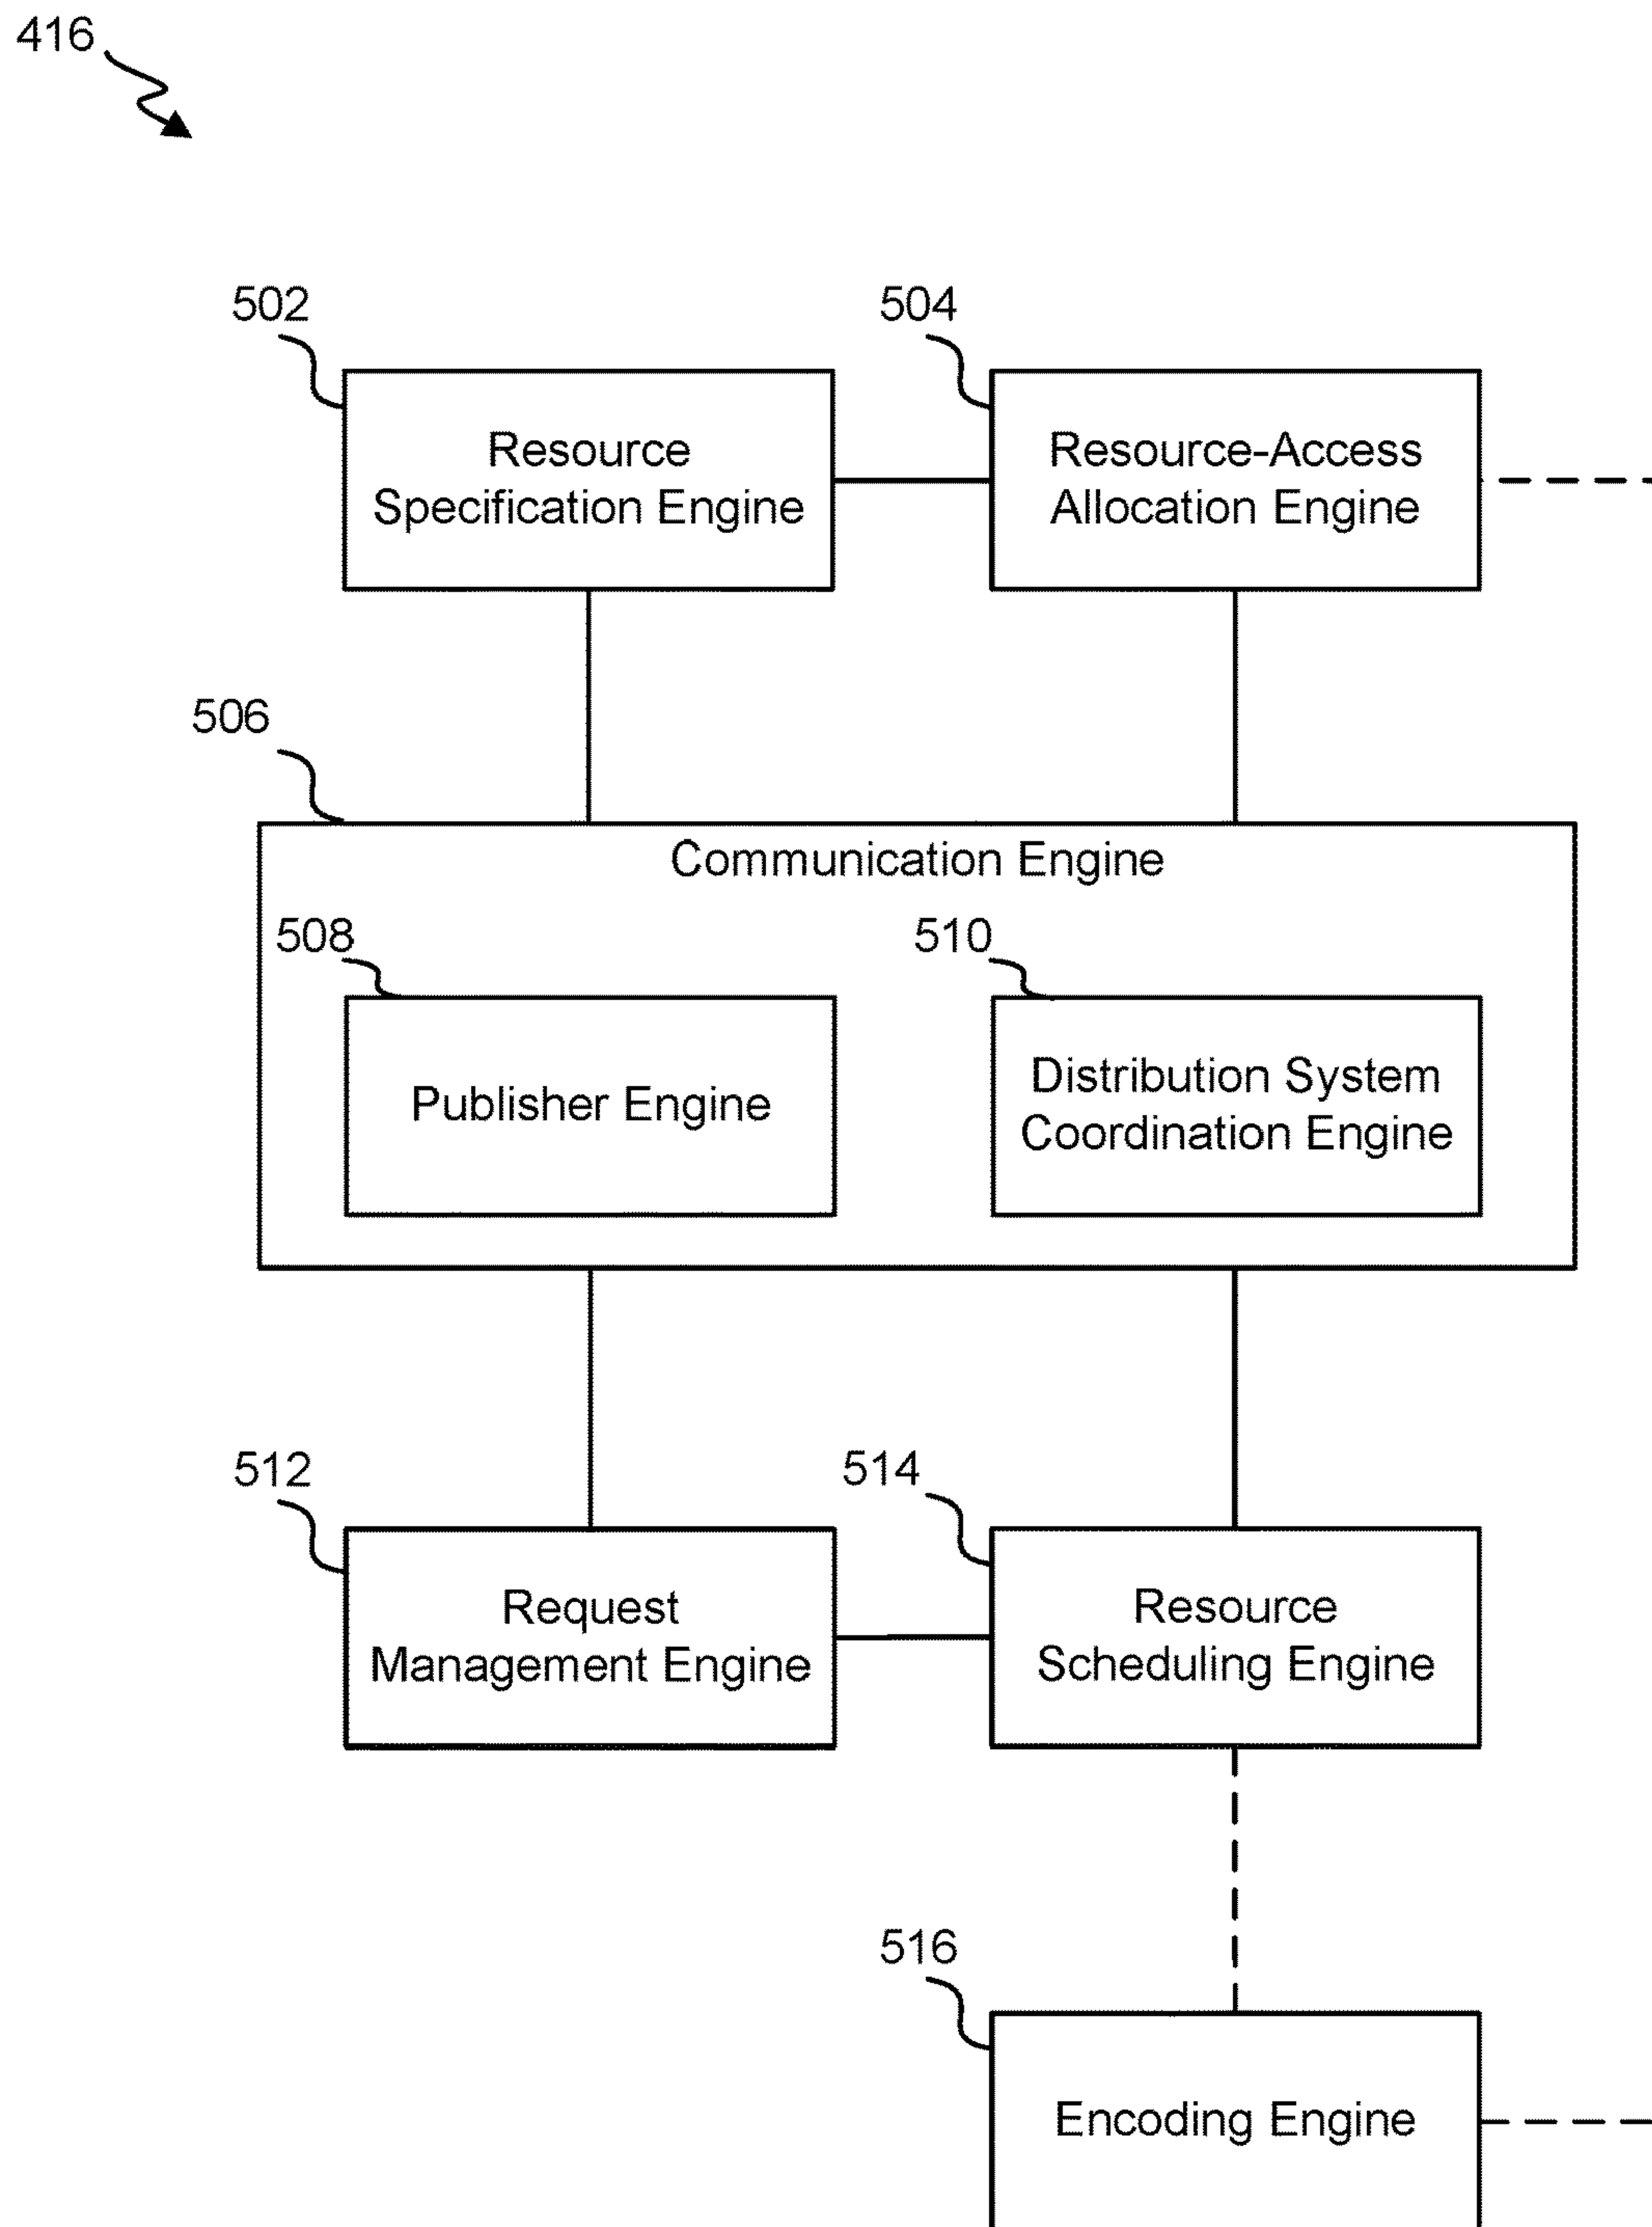 416
502
504
Resource
Specification Engine
Resource-Access
Allocation Engine
506
Communication Engine
508
510
Publisher Engine
Distribution System
Coordination Engine
512
514
Request
Management Engine
Resource
Scheduling Engine
516
Encoding Engine